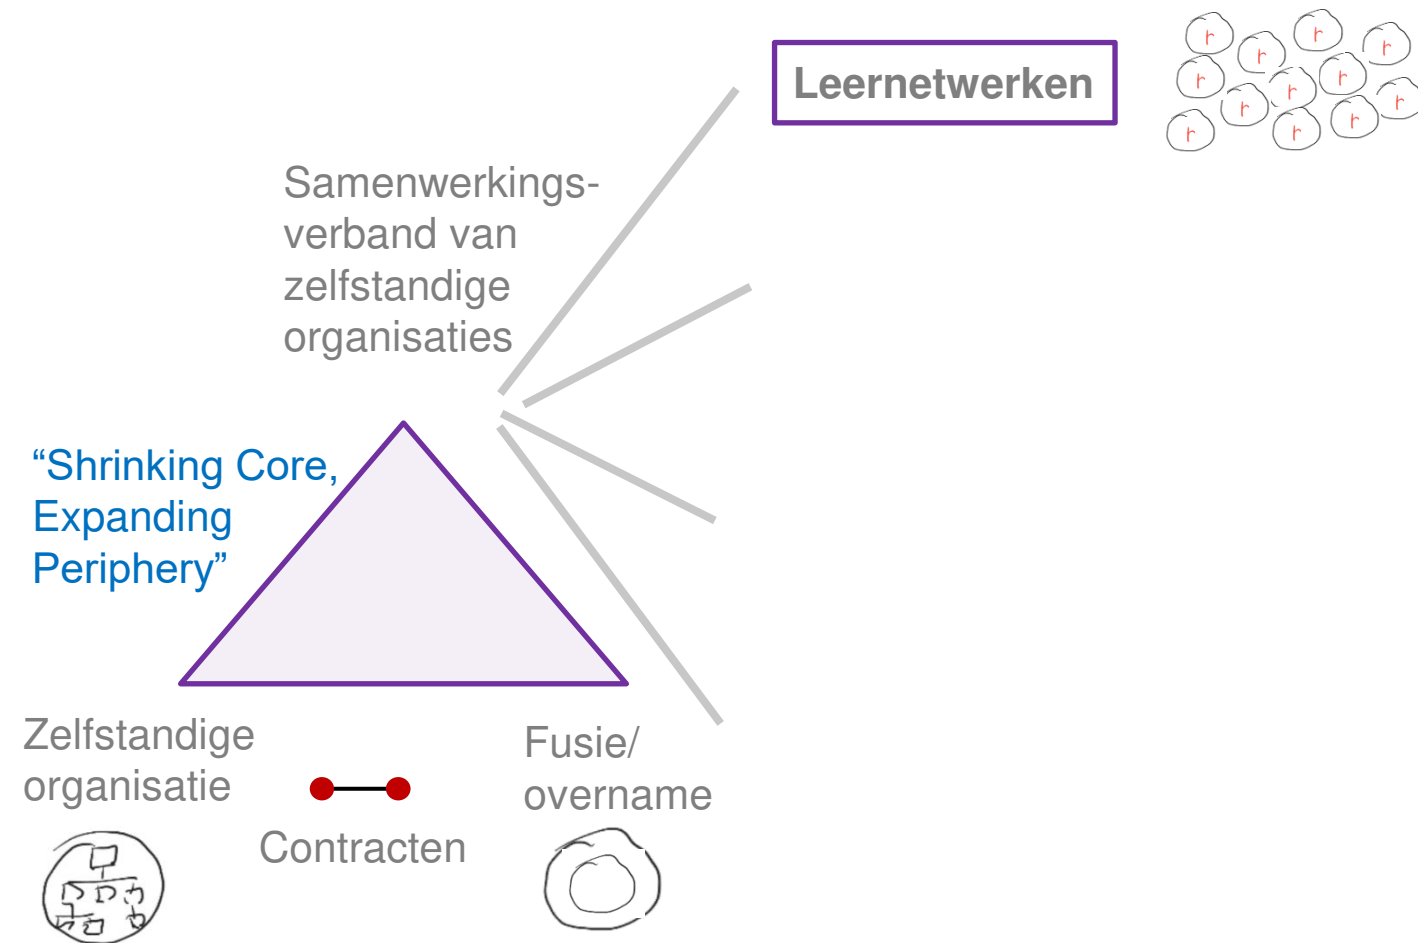 Leernetwerken
r r r r
r r r r
r r r r r
Samenwerkings-
verband van
zelfstandige
organisaties
“Shrinking Core,
Expanding
Periphery”
Zelfstandige
organisatie
Contracten
Fusie/
overname